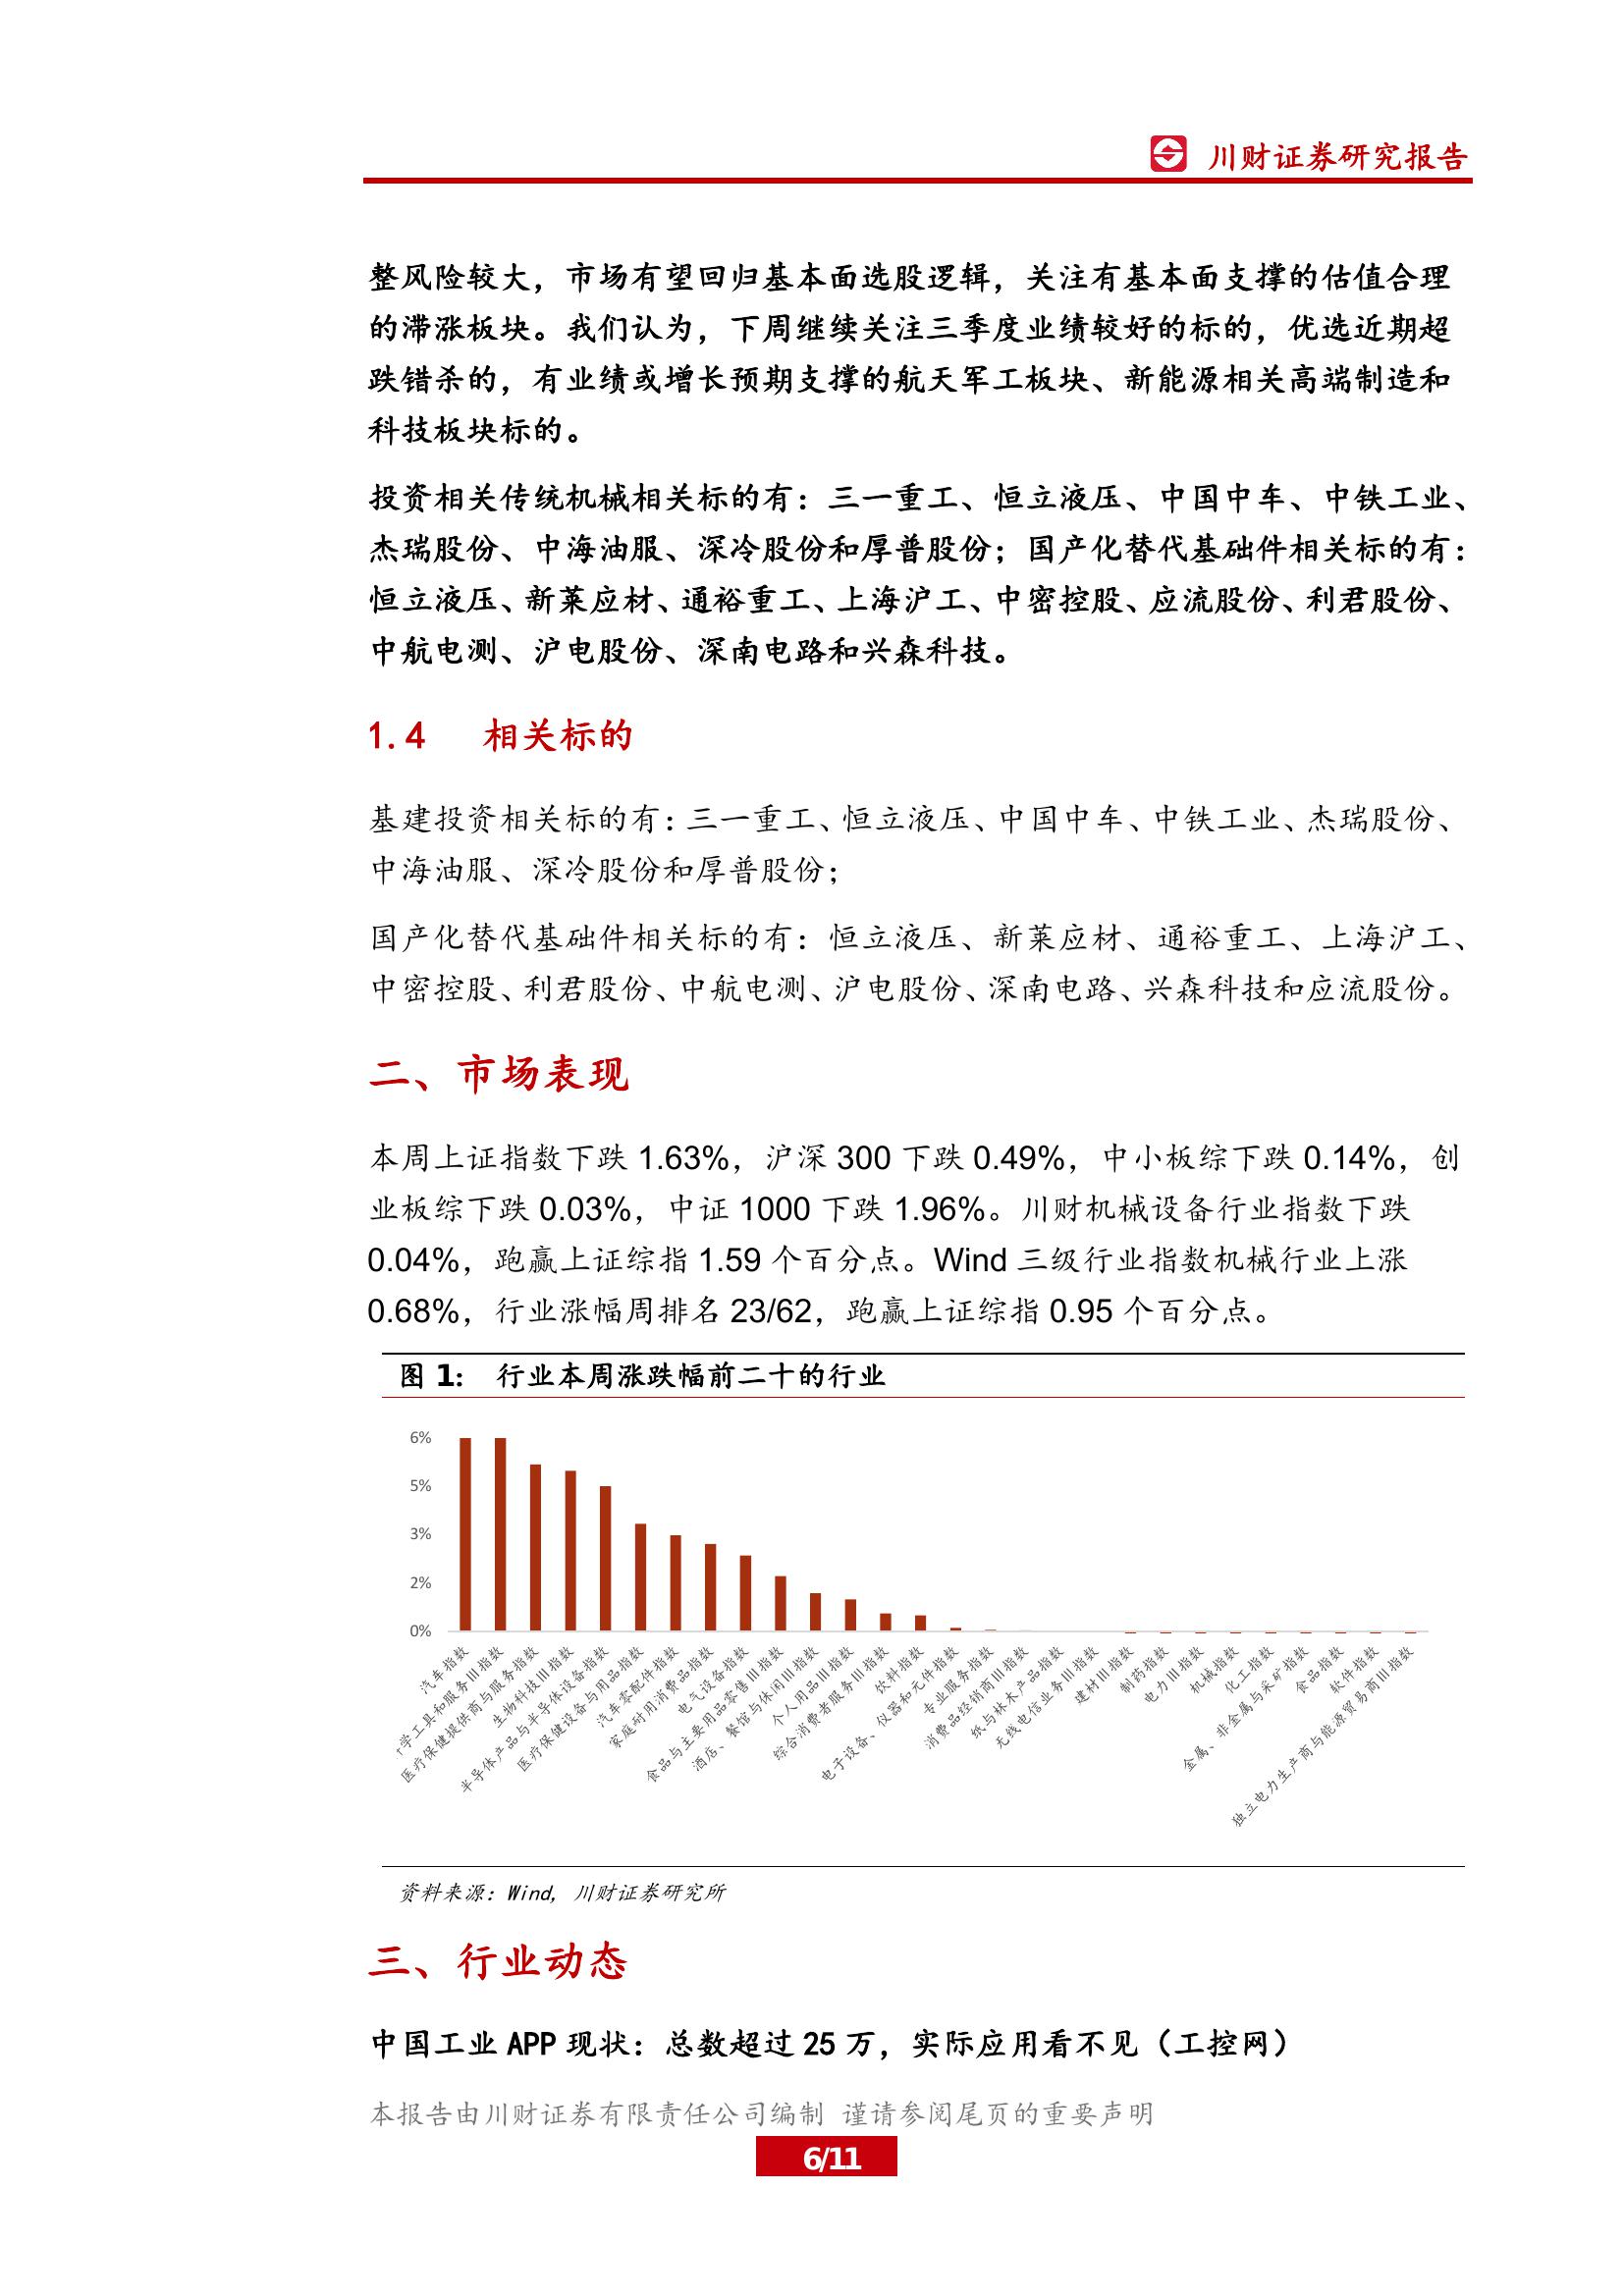 川财证券研究报告
整风险较大，市场有望回归基本面选股逻辑，关注有基本面支撑的估值合理
的滞涨板块。我们认为，下周继续关注三季度业绩较好的标的，优选近期超
跌错杀的，有业绩或增长预期支撑的航天军工板块、新能源相关高端制造和
科技板块标的。
投资相关传统机械相关标的有：三一重工、恒立液压、中国中车、中铁工业、
杰瑞股份、中海油服、深冷股份和厚普股份；国产化替代基础件相关标的有：
恒立液压、新莱应材、通裕重工、上海沪工、中密控股、应流股份、利君股份、
中航电测、沪电股份、深南电路和兴森科技。
1.4 相关标的
基建投资相关标的有：三一重工、恒立液压、中国中车、中铁工业、杰瑞股份、
中海油服、深冷股份和厚普股份；
国产化替代基础件相关标的有：恒立液压、新莱应材、通裕重工、上海沪工、
中密控股、利君股份、中航电测、沪电股份、深南电路、兴森科技和应流股份。
二、市场表现
本周上证指数下跌 1.63%，沪深 300 下跌 0.49%，中小板综下跌 0.14%，创
业板综下跌 0.03%，中证 1000 下跌 1.96%。川财机械设备行业指数下跌
0.04%，跑赢上证综指 1.59 个百分点。Wind 三级行业指数机械行业上涨
0.68%，行业涨幅周排名 23/62，跑赢上证综指 0.95 个百分点。
图 1： 行业本周涨跌幅前二十的行业
6%
5%
3%
2%
0%
汽车指数
学工具和服务III指数
医疗保健提供商与服务指数
生物科技III指数
半导体产品与半导体设备指数
医疗保健设备与用品指数
汽车零配件指数
家庭耐用消费品指数
电气设备指数
食品与主要用品零售III指数
酒店、餐馆与休闲III指数
个人用品III指数
综合消费者服务III指数
饮料指数
电子设备、仪器和元件指数
专业服务指数
消费品经销商III指数
纸与林木产品指数
无线电信业务III指数
建材III指数
制药指数
电力III指数
机械指数
化工指数
金属、非金属与采矿指数
食品指数
软件指数
独立电力生产商与能源贸易商III指数
资料来源：Wind, 川财证券研究所
三、行业动态
中国工业 APP 现状：总数超过 25 万，实际应用看不见（工控网）
本报告由川财证券有限责任公司编制 谨请参阅尾页的重要声明
6/11